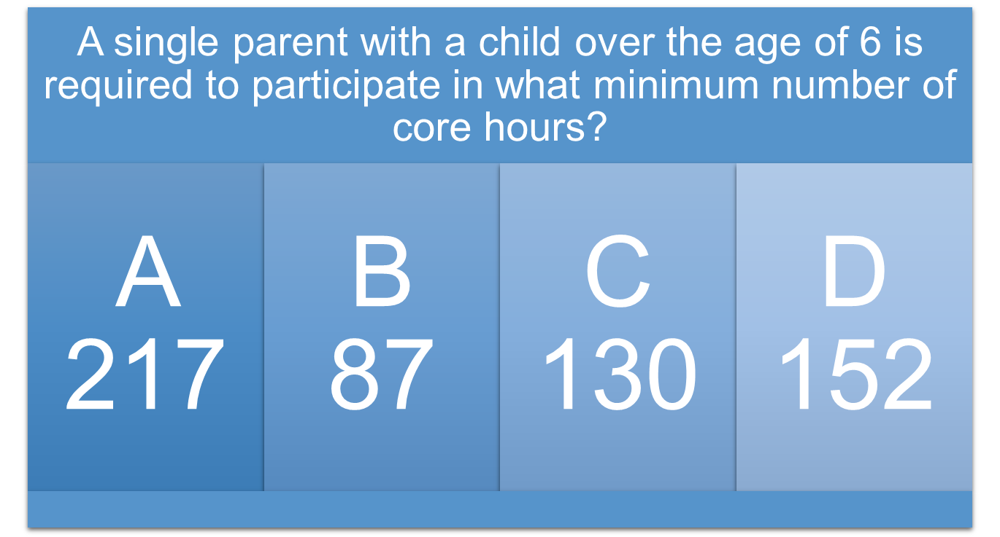 A single parent with a child over the age of 6 is
required to participate in what minimum number of
core hours?
A
217
B
87
C
130
D
152